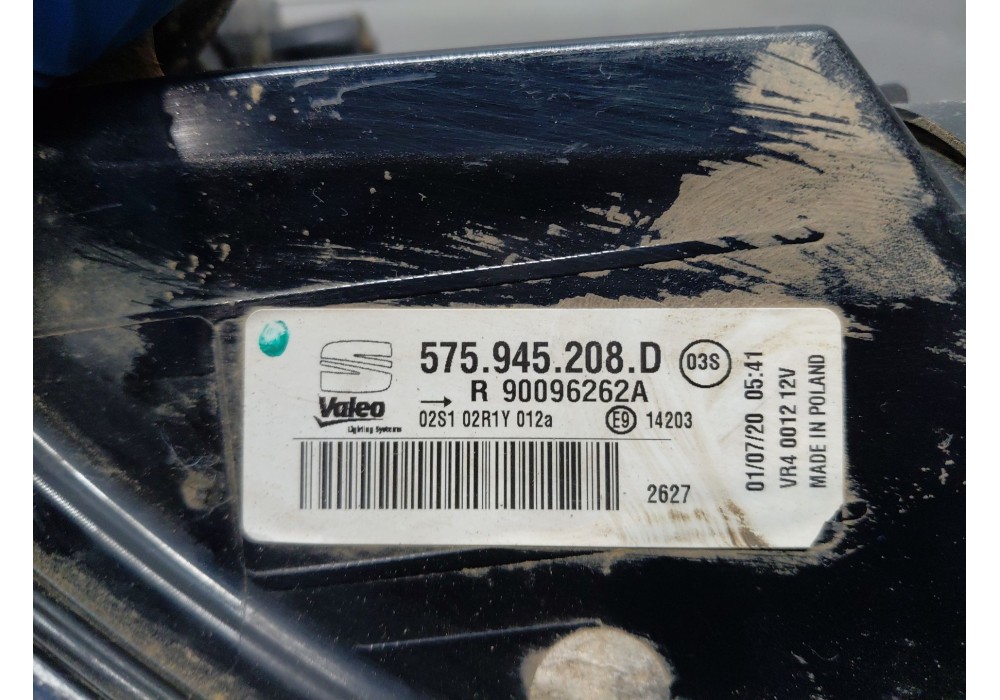 575.945.208.D 03S
Valeo R 90096262A
Lighting Systems 02S1 02R1Y 012a E9 14203
2627
01/07/20 05:41
VR4 0012 12V
MADE IN POLAND